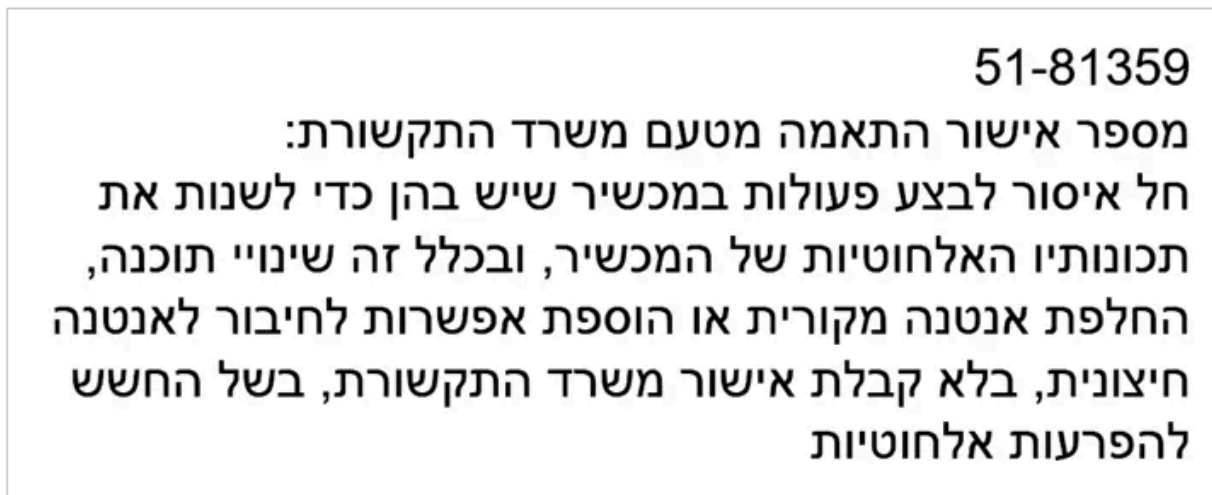 51-81359
מספר אישור התאמה מטעם משרד התקשורת:
חל איסור לבצע פעולות במכשיר שיש בהן כדי לשנות את
תכונותיו האלחוטיות של המכשיר, ובכלל זה שינויי תוכנה,
החלפת אנטנה מקורית או הוספת אפשרות לחיבור לאנטנה
חיצונית, בלא קבלת אישור משרד התקשורת, בשל החשש
להפרעות אלחוטיות